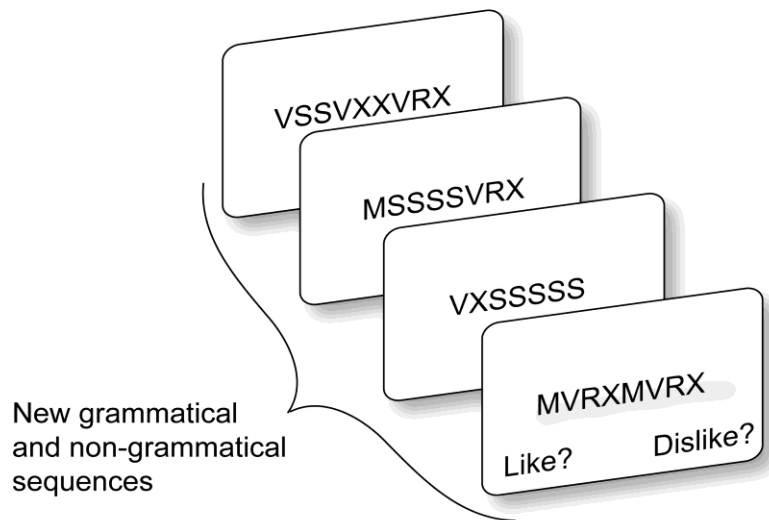 VSSVXXVRX
MSSSSVRX
VXSSSSS
MVRXMVRX
Like? Dislike?
New grammatical
and non-grammatical
sequences